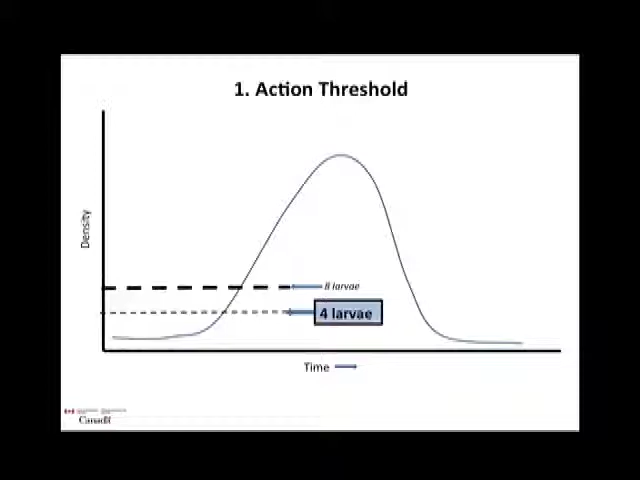 1. Action Threshold
Density
8 larvae
4 larvae
Time
Canada